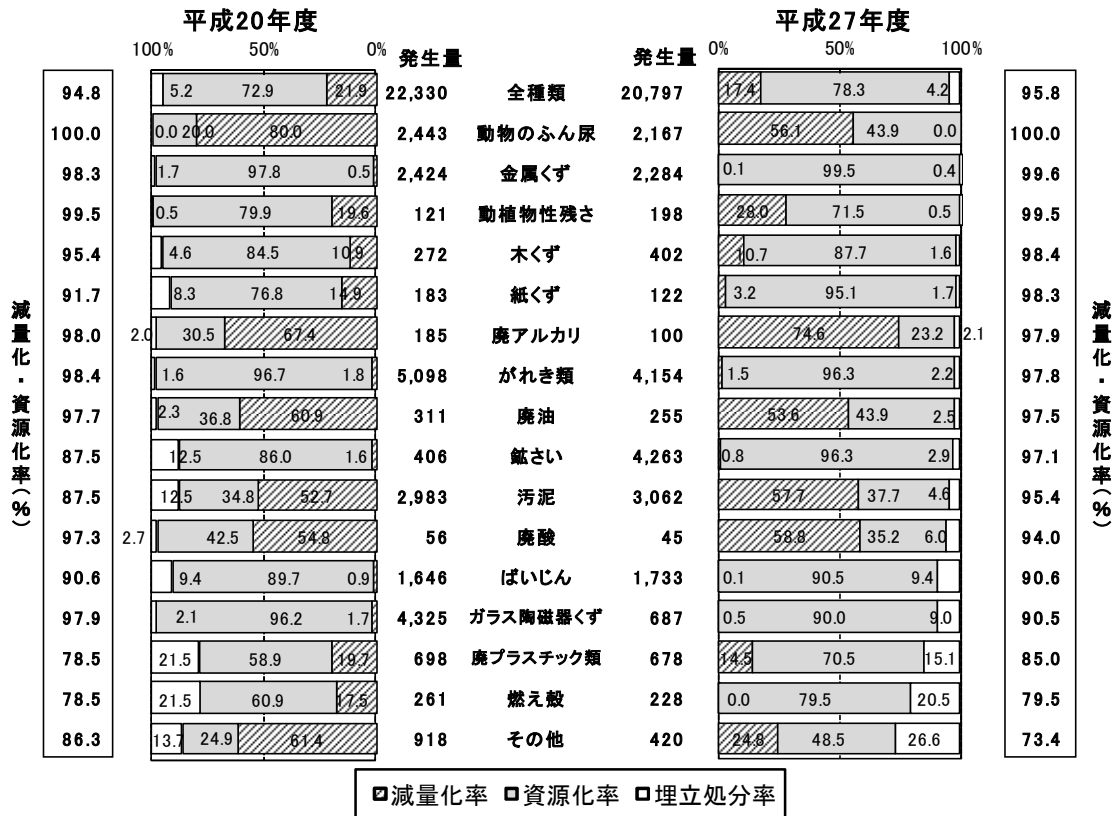 平成20年度 平成27年度
100% 50% 0% 発生量 発生量 0% 50% 100%
94.8 5.2 72.9 21.9 22,330 全種類 20,797 17.4 78.3 4.2 95.8
100.0 0.0 20.0 80.0 2,443 動物のふん尿 2,167 56.1 43.9 0.0 100.0
98.3 1.7 97.8 0.5 2,424 金属くず 2,284 0.1 99.5 0.4 99.6
99.5 0.5 79.9 19.6 121 動植物性残さ 198 28.0 71.5 0.5 99.5
95.4 4.6 84.5 10.9 272 木くず 402 10.7 87.7 1.6 98.4
91.7 8.3 76.8 14.9 183 紙くず 122 3.2 95.1 1.7 98.3
98.0 2.0 30.5 67.4 185 廃アルカリ 100 74.6 23.2 2.1 97.9
98.4 1.6 96.7 1.8 5,098 がれき類 4,154 1.5 96.3 2.2 97.8
97.7 2.3 36.8 60.9 311 廃油 255 53.6 43.9 2.5 97.5
87.5 12.5 86.0 1.6 406 鉱さい 4,263 0.8 96.3 2.9 97.1
87.5 12.5 34.8 52.7 2,983 汚泥 3,062 57.7 37.7 4.6 95.4
97.3 2.7 42.5 54.8 56 廃酸 45 58.8 35.2 6.0 94.0
90.6 9.4 89.7 0.9 1,646 ばいじん 1,733 0.1 90.5 9.4 90.6
97.9 2.1 96.2 1.7 4,325 ガラス陶磁器くず 687 0.5 90.0 9.0 90.5
78.5 21.5 58.9 19.7 698 廃プラスチック類 678 14.5 70.5 15.1 85.0
78.5 21.5 60.9 17.5 261 燃え殻 228 0.0 79.5 20.5 79.5
86.3 13.7 24.9 61.4 918 その他 420 24.8 48.5 26.6 73.4
減量化・資源化率(%)
減量化・資源化率(%)
減量化率 資源化率 埋立処分率